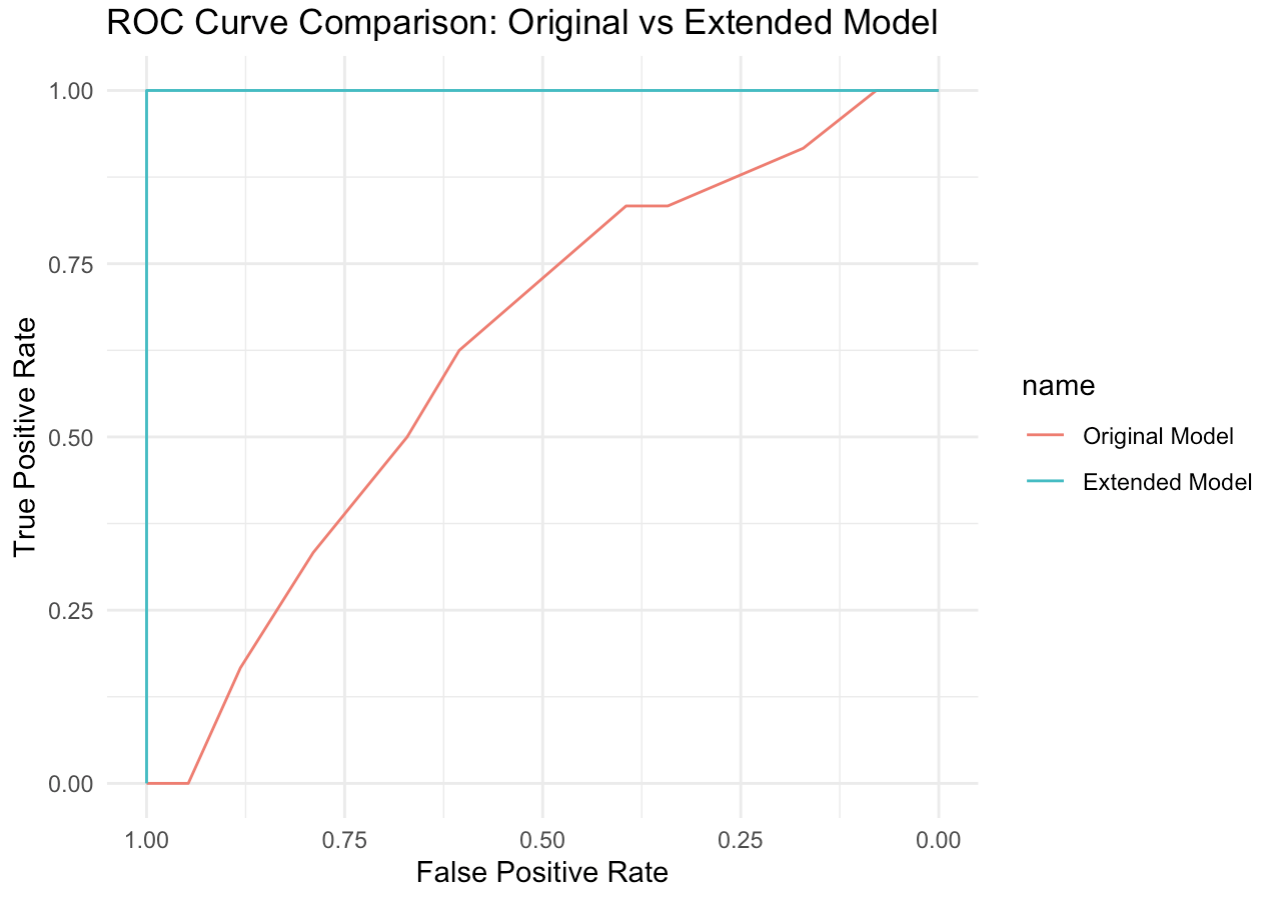 ROC Curve Comparison: Original vs Extended Model
1.00
0.75
0.50
0.25
0.00
True Positive Rate
1.00 0.75 0.50 0.25 0.00
False Positive Rate
name
Original Model
Extended Model